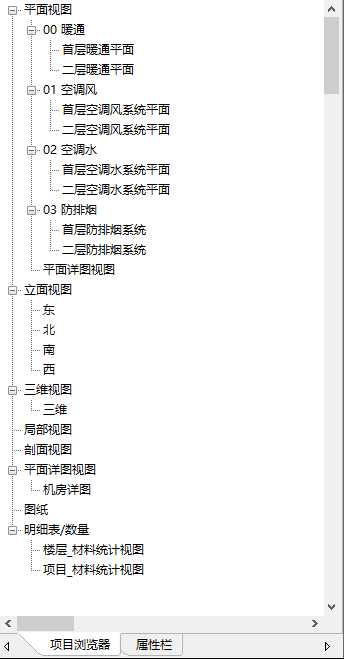 平面视图
00 暖通
首层暖通平面
二层暖通平面
01 空调风
首层空调风系统平面
二层空调风系统平面
02 空调水
首层空调水系统平面
二层空调水系统平面
03 防排烟
首层防排烟系统
二层防排烟系统
平面详图视图
立面视图
东
北
南
西
三维视图
三维
局部视图
剖面视图
平面详图视图
机房详图
图纸
明细表/数量
楼层_材料统计视图
项目_材料统计视图
项目浏览器 属性栏